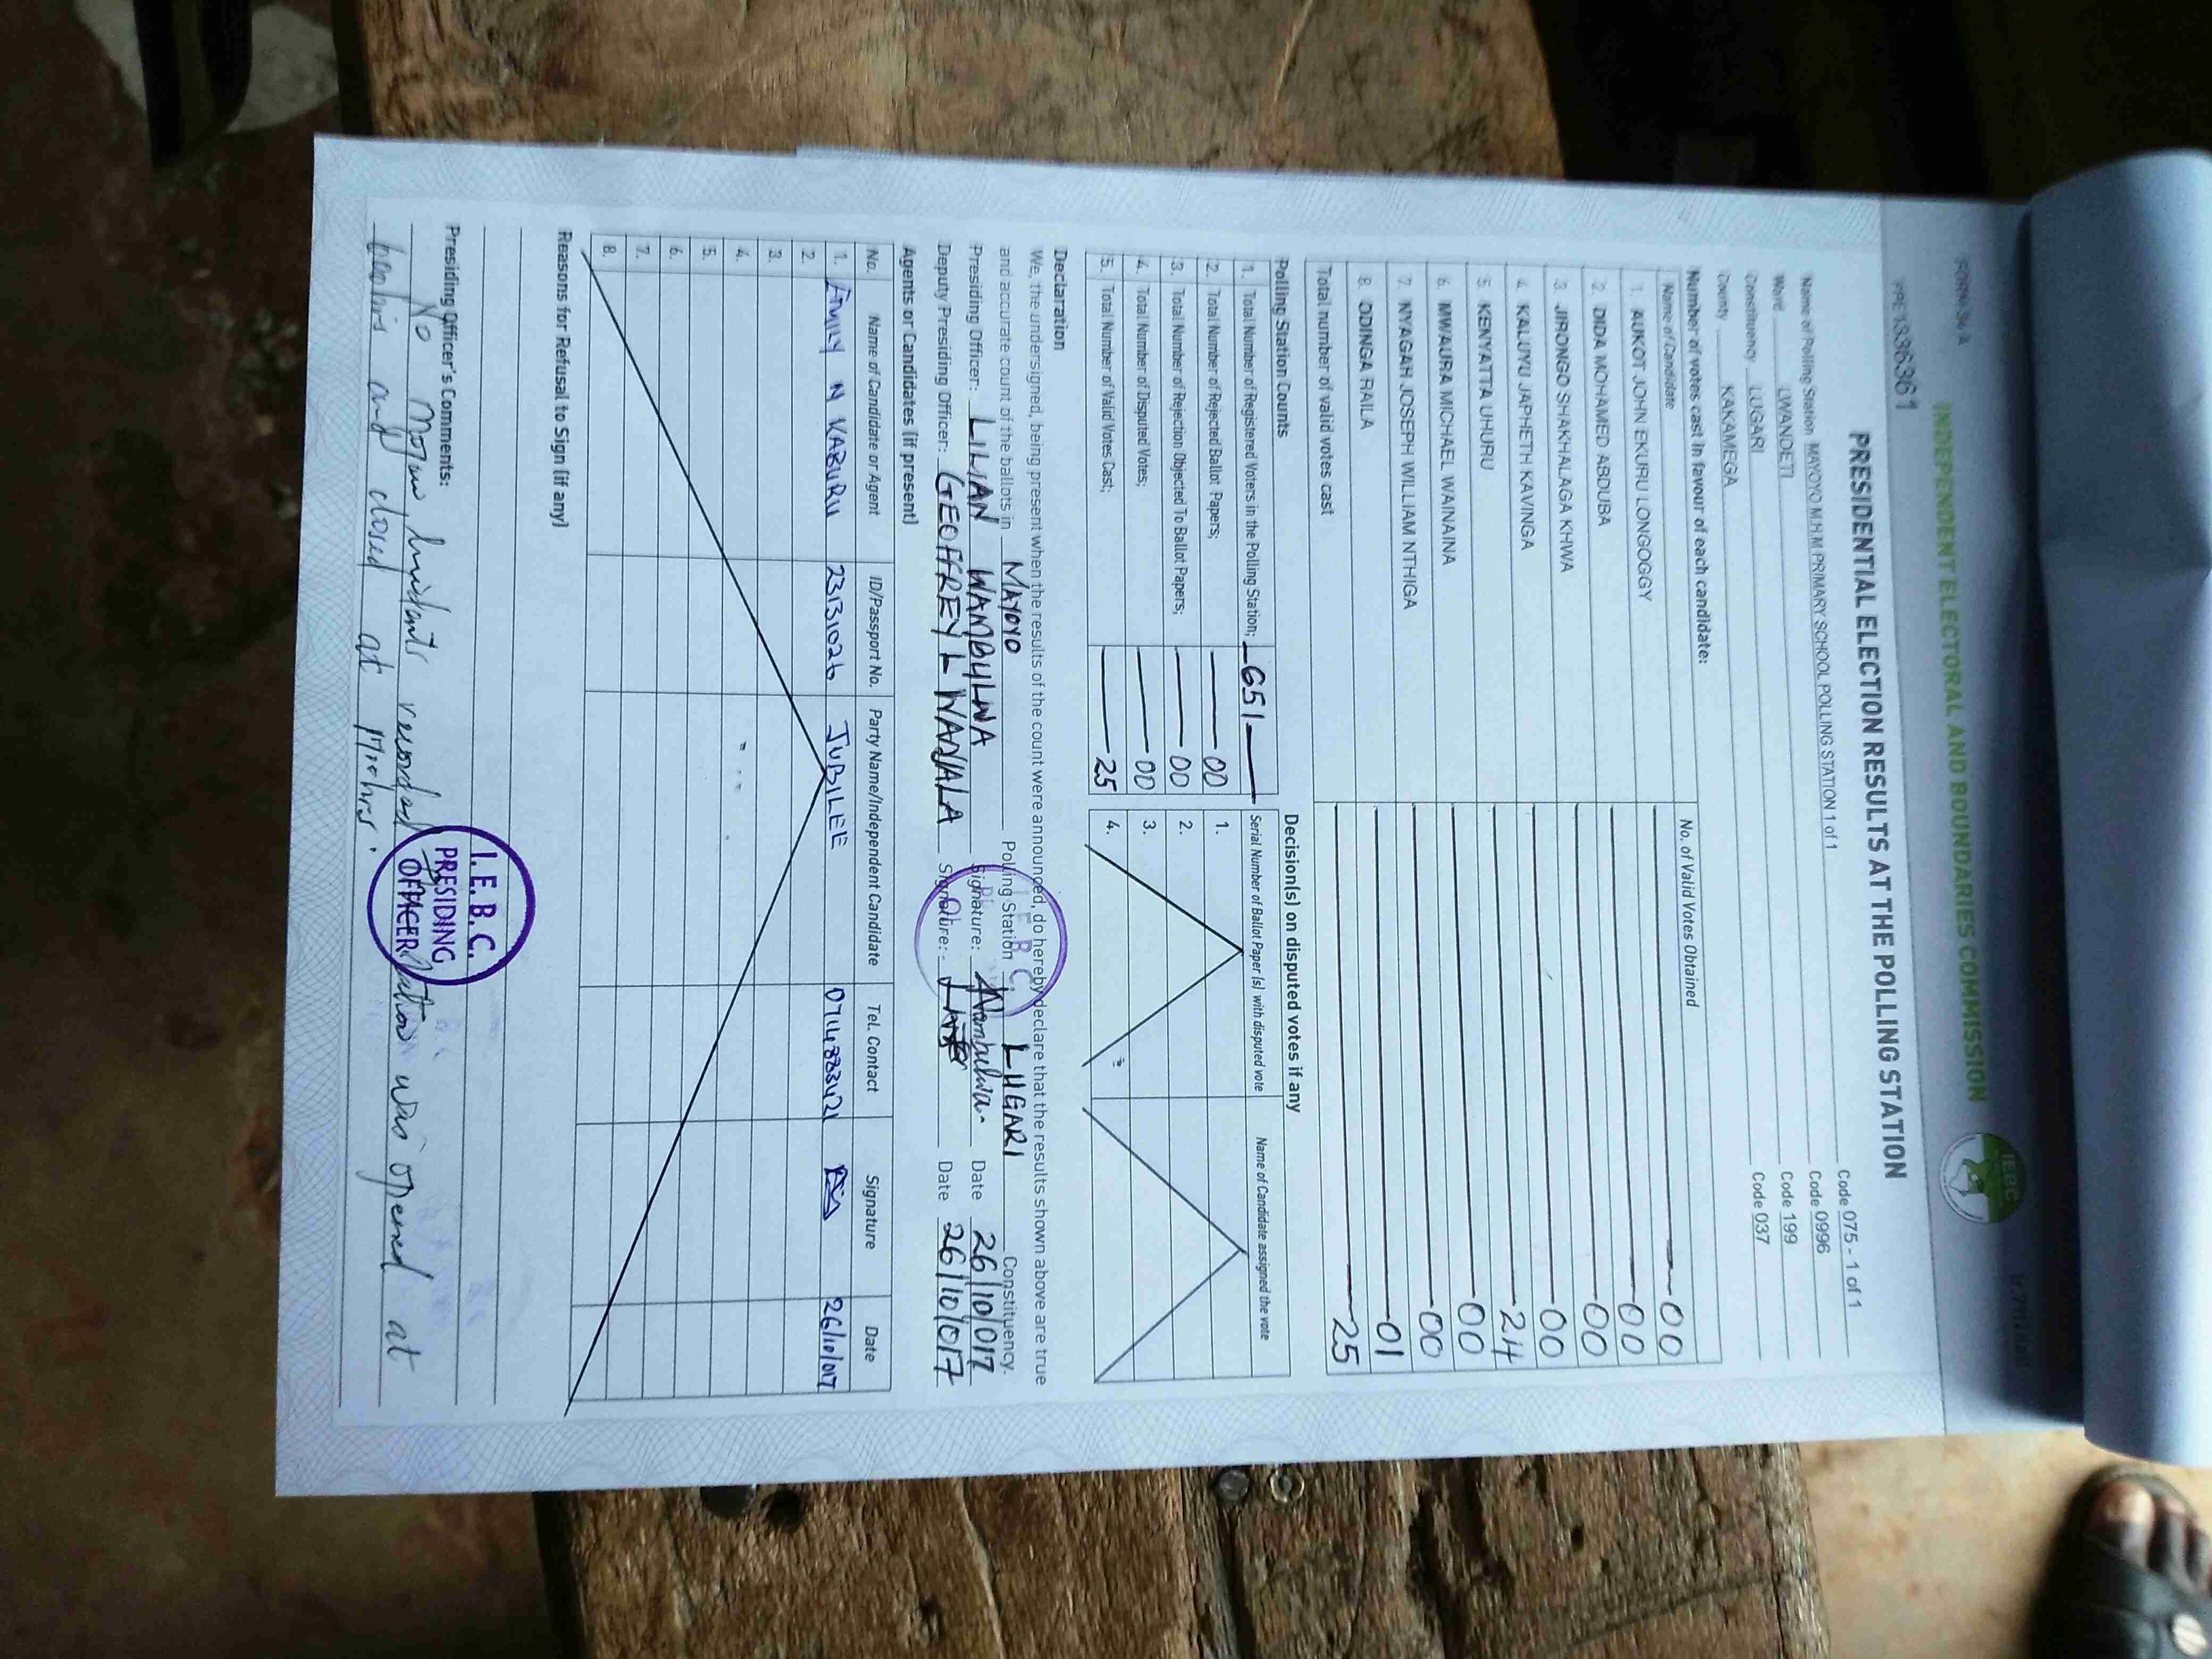 FORM 34 A
INDEPENDENT ELECTORAL AND BOUNDARIES COMMISSION
IEBC
PRE1336361
PRESIDENTIAL ELECTION RESULTS AT THE POLLING STATION
Name of Polling Station MAYOYO M.H.M PRIMARY SCHOOL POLLING STATION 1 of 1 Code 075 - 1 of 1
Ward LWANDETI Code 0996
Constituency LUGARI Code 199
County KAKAMEGA Code 037
Number of votes cast in favour of each candidate:
Name of Candidate No. of Valid Votes Obtained
1. AUKOT JOHN EKURU LONGOGGY 00
2. DIDA MOHAMED ABDUBA 00
3. JIRONGO SHAKHALAGA KHWA 00
4. KALUYU JAPHETH KAVINGA 00
5. KENYATTA UHURU 24
6. MWAURA MICHAEL WAINAINA 00
7. NYAGAH JOSEPH WILLIAM NTHIGA 00
8. ODINGA RAILA 01
Total number of valid votes cast 25
Polling Station Counts Decision(s) on disputed votes if any
1. Total Number of Registered Voters in the Polling Station; 651 Serial Number of Ballot Paper (s) with disputed vote Name of Candidate assigned the vote
2. Total Number of Rejected Ballot Papers; 00 1.
3. Total Number of Rejection Objected To Ballot Papers; 00 2.
4. Total Number of Disputed Votes; 00 3.
5. Total Number of Valid Votes Cast; 25 4.
Declaration
We, the undersigned, being present when the results of the count were announced, do hereby declare that the results shown above are true
and accurate count of the ballots in MAYOYO Polling Station LUGARI Constituency.
Presiding Officer: LILIAN WAMBULWA Signature: Nambulwa Date 26/10/017
Deputy Presiding Officer: GEOFFREY L WANJALA Signature: Date 26/10/017
Agents or Candidates (if present)
No. Name of Candidate or Agent ID/Passport No. Party Name/Independent Candidate Tel. Contact Signature Date
1. EMILY N KABURU 23131026 JUBILEE 26/10/017
2.
3.
4.
5.
6.
7.
8.
Reasons for Refusal to Sign (if any)
I.E.B.C.
PRESIDING
OFFICER
Presiding Officer's Comments:
No major incidents recorded was opened at
and closed at